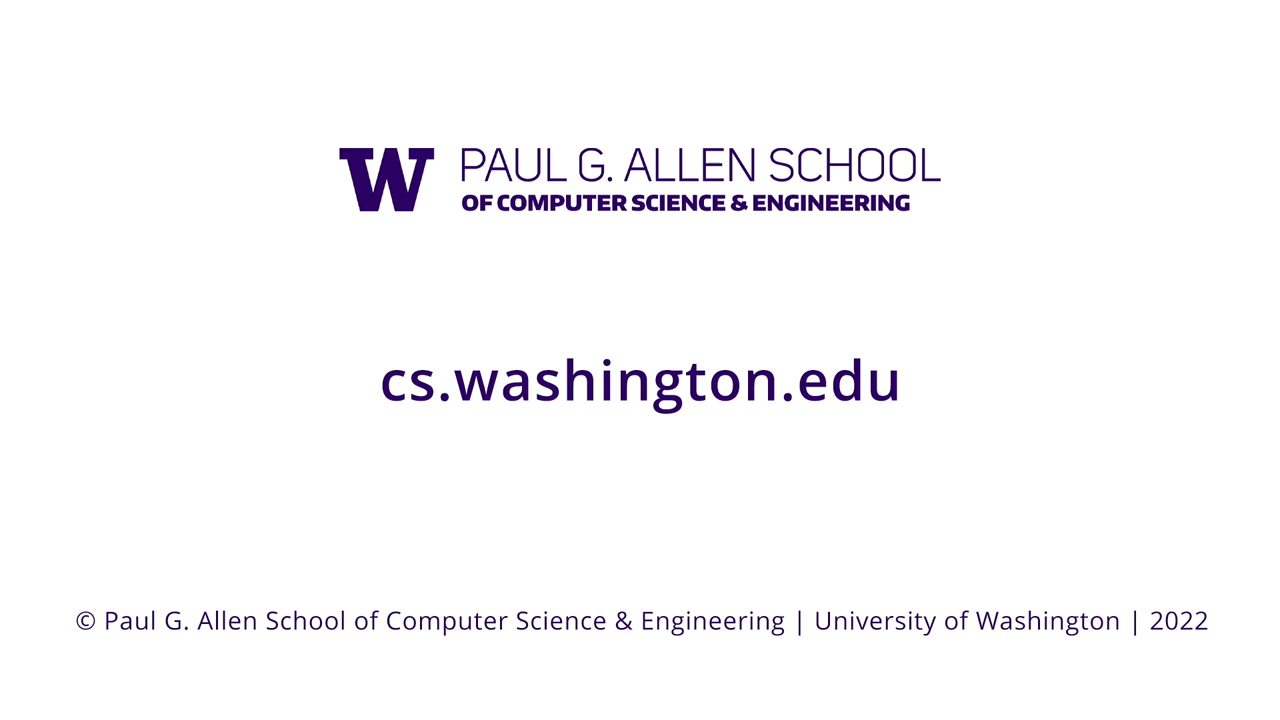 W PAUL G. ALLEN SCHOOL
OF COMPUTER SCIENCE & ENGINEERING
cs.washington.edu
© Paul G. Allen School of Computer Science & Engineering | University of Washington | 2022